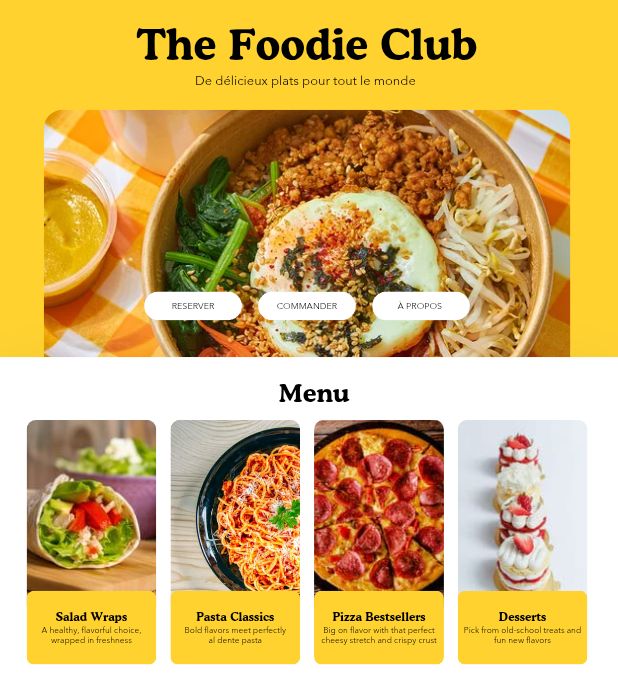 The Foodie Club
De délicieux plats pour tout le monde
RESERVER
COMMANDER
À PROPOS
Menu
Salad Wraps
A healthy, flavorful choice,
wrapped in freshness
Pasta Classics
Bold flavors meet perfectly
al dente pasta
Pizza Bestsellers
Big on flavor with that perfect
cheesy stretch and crispy crust
Desserts
Pick from old-school treats and
fun new flavors